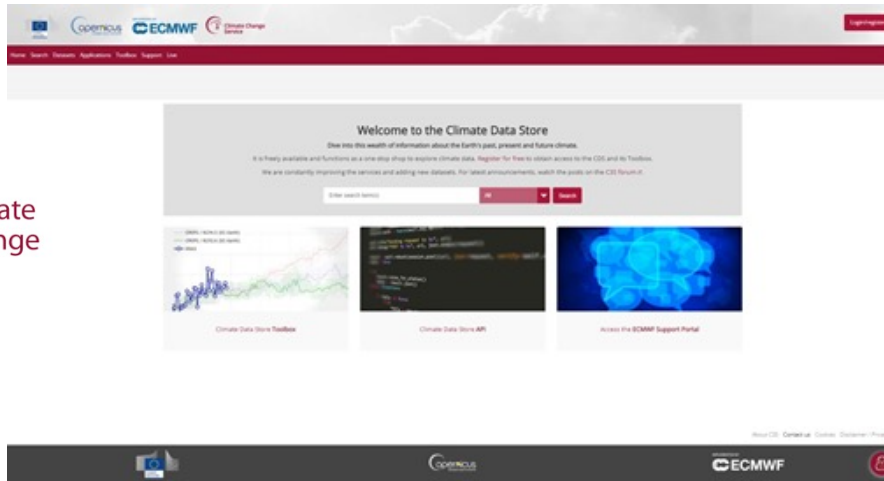 Copernicus
ECMWF
Climate Change
Service
Login/register
Home Search Datasets Applications Toolbox Support Live
Welcome to the Climate Data Store
Dive into this wealth of information about the Earth's past, present and future climate.
It is freely available and functions as a one stop shop to explore climate data. Register for free to obtain access to the CDS and its Toolbox.
We are constantly improving the services and adding new datasets. For latest announcements, watch the posts on the C3S forum
Enter search term(s)
All
Search
ate
nge
Climate Data Store Toolbox
Climate Data Store API
Access the ECMWF Support Portal
About CDS Contact us Cookies Disclaimer / Priva
Copernicus
ECMWF